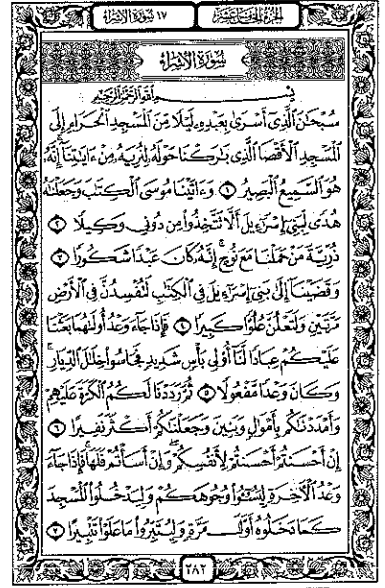 الجزء الخامس عشر
١٧ سورة الإسراء
سُورَةُ الإِسْرَاءِ
بِسْمِ ٱللَّهِ ٱلرَّحْمَٰنِ ٱلرَّحِيمِ
سُبْحَٰنَ ٱلَّذِىٓ أَسْرَىٰ بِعَبْدِهِۦ لَيْلًا مِّنَ ٱلْمَسْجِدِ ٱلْحَرَامِ إِلَى
ٱلْمَسْجِدِ ٱلْأَقْصَا ٱلَّذِى بَٰرَكْنَا حَوْلَهُۥ لِنُرِيَهُۥ مِنْ ءَايَٰتِنَآ إِنَّهُۥ
هُوَ ٱلسَّمِيعُ ٱلْبَصِيرُ ۝١ وَءَاتَيْنَا مُوسَى ٱلْكِتَٰبَ وَجَعَلْنَٰهُ
هُدًى لِّبَنِىٓ إِسْرَٰٓءِيلَ أَلَّا تَتَّخِذُوا۟ مِن دُونِى وَكِيلًا ۝٢
ذُرِّيَّةَ مَنْ حَمَلْنَا مَعَ نُوحٍ ۚ إِنَّهُۥ كَانَ عَبْدًا شَكُورًا ۝٣
وَقَضَيْنَآ إِلَىٰ بَنِىٓ إِسْرَٰٓءِيلَ فِى ٱلْكِتَٰبِ لَتُفْسِدُنَّ فِى ٱلْأَرْضِ
مَرَّتَيْنِ وَلَتَعْلُنَّ عُلُوًّا كَبِيرًا ۝٤ فَإِذَا جَآءَ وَعْدُ أُولَىٰهُمَا بَعَثْنَا
عَلَيْكُمْ عِبَادًا لَّنَآ أُو۟لِى بَأْسٍ شَدِيدٍ فَجَاسُوا۟ خِلَٰلَ ٱلدِّيَارِ ۚ
وَكَانَ وَعْدًا مَّفْعُولًا ۝٥ ثُمَّ رَدَدْنَا لَكُمُ ٱلْكَرَّةَ عَلَيْهِمْ
وَأَمْدَدْنَٰكُم بِأَمْوَٰلٍ وَبَنِينَ وَجَعَلْنَٰكُمْ أَكْثَرَ نَفِيرًا ۝٦
إِنْ أَحْسَنتُمْ أَحْسَنتُمْ لِأَنفُسِكُمْ ۖ وَإِنْ أَسَأْتُمْ فَلَهَا ۚ فَإِذَا جَآءَ
وَعْدُ ٱلْءَاخِرَةِ لِيَسُۥٓـُٔوا۟ وُجُوهَكُمْ وَلِيَدْخُلُوا۟ ٱلْمَسْجِدَ
كَمَا دَخَلُوهُ أَوَّلَ مَرَّةٍ وَلِيُتَبِّرُوا۟ مَا عَلَوْا۟ تَتْبِيرًا ۝٧
٢٨٢